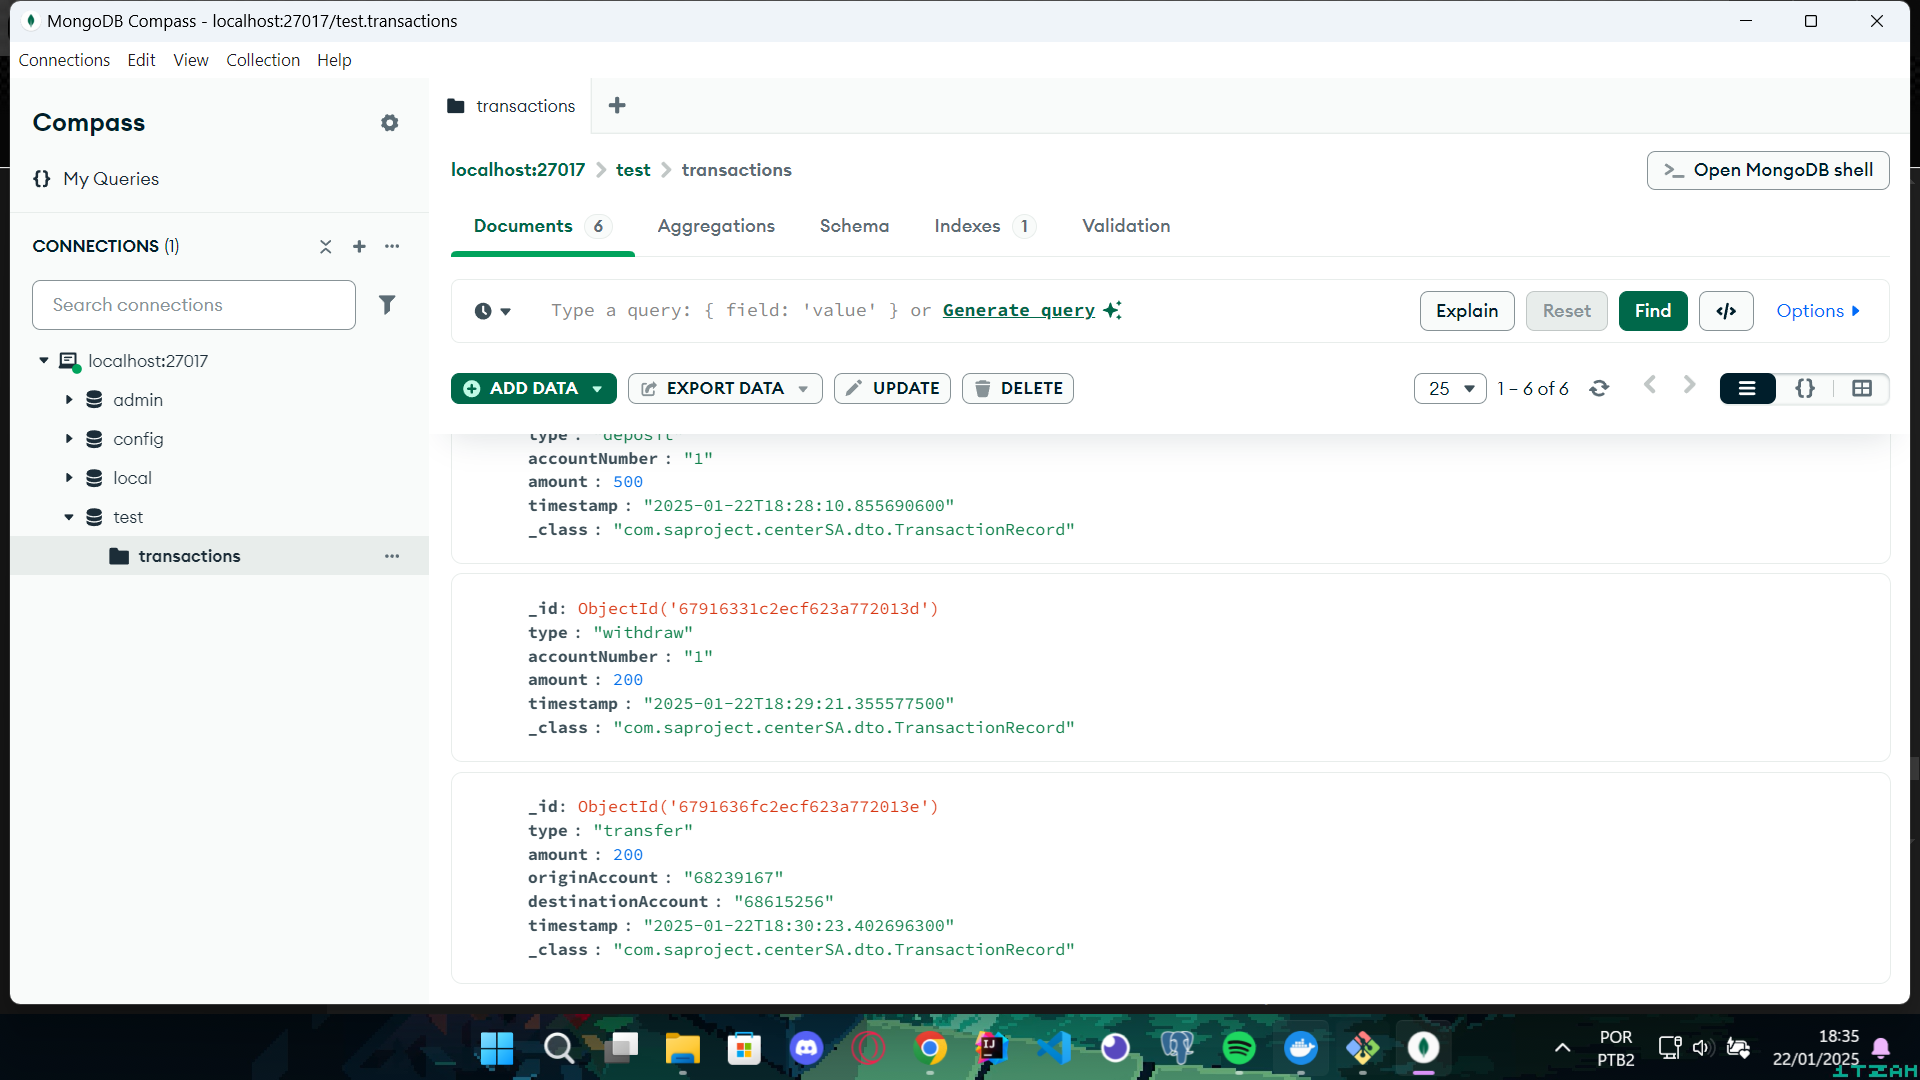 MongoDB Compass - localhost:27017/test.transactions
Connections Edit View Collection Help
Compass
My Queries
CONNECTIONS (1)
Search connections
localhost:27017
admin
config
local
test
transactions
transactions
localhost:27017 > test > transactions
>_ Open MongoDB shell
Documents 6 Aggregations Schema Indexes 1 Validation
Type a query: { field: 'value' } or Generate query
Explain Reset Find </> Options
ADD DATA EXPORT DATA UPDATE DELETE
25 1 – 6 of 6 {}
type : "deposit"
accountNumber : "1"
amount : 500
timestamp : "2025-01-22T18:28:10.855690600"
_class : "com.saproject.centerSA.dto.TransactionRecord"
_id: ObjectId('67916331c2ecf623a772013d')
type : "withdraw"
accountNumber : "1"
amount : 200
timestamp : "2025-01-22T18:29:21.355577500"
_class : "com.saproject.centerSA.dto.TransactionRecord"
_id: ObjectId('6791636fc2ecf623a772013e')
type : "transfer"
amount : 200
originAccount : "68239167"
destinationAccount : "68615256"
timestamp : "2025-01-22T18:30:23.402696300"
_class : "com.saproject.centerSA.dto.TransactionRecord"
POR
PTB2
18:35
22/01/2025
ITZAH